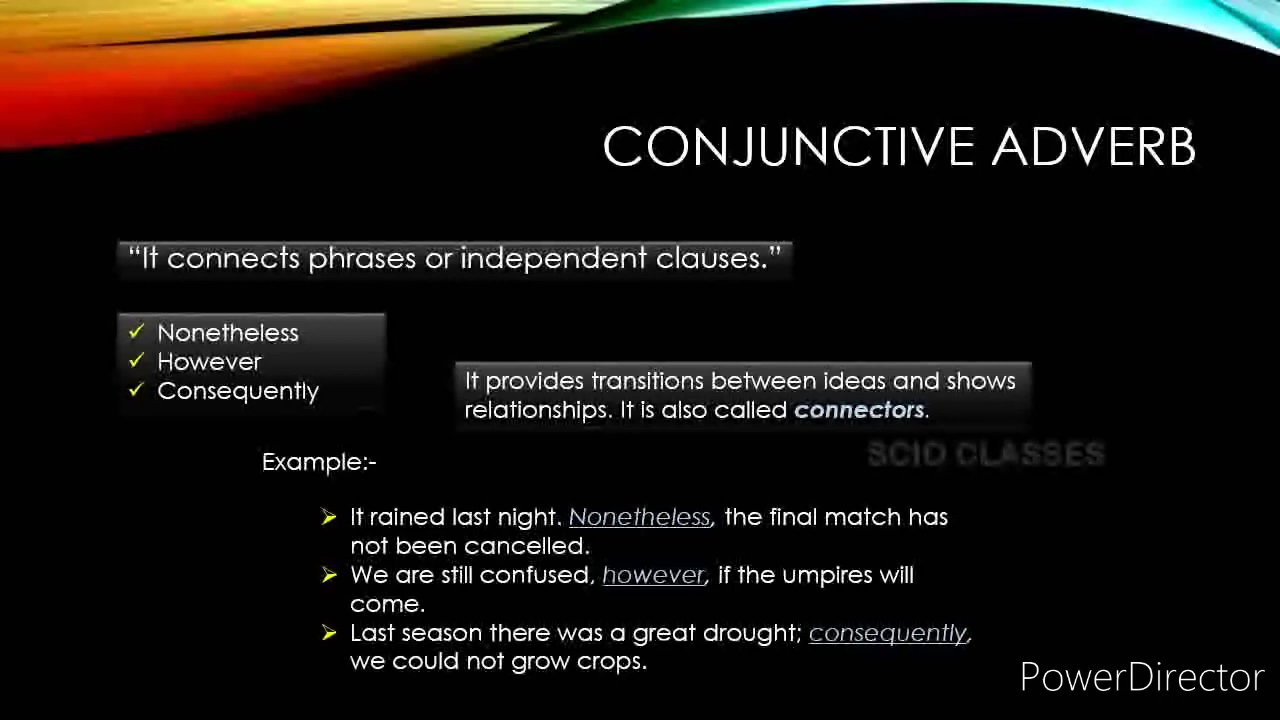 CONJUNCTIVE ADVERB
“It connects phrases or independent clauses.”
✓ Nonetheless
✓ However
✓ Consequently
It provides transitions between ideas and shows
relationships. It is also called connectors.
SCID CLASSES
Example:-
➢ It rained last night. Nonetheless, the final match has
not been cancelled.
➢ We are still confused, however, if the umpires will
come.
➢ Last season there was a great drought; consequently,
we could not grow crops.
PowerDirector